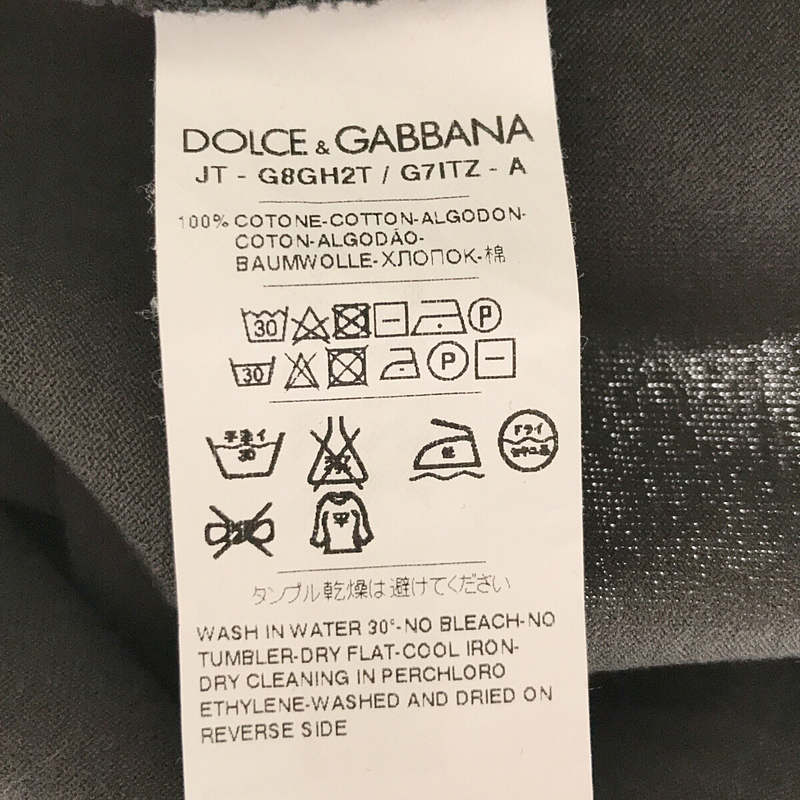 DOLCE & GABBANA
JT - G8GH2T / G7ITZ - A
100% COTONE-COTTON-ALGODON-
COTON-ALGODÃO-
BAUMWOLLE-ХЛОПОК-棉
30 P
30 P
手洗イ 30 ドライ
タンブル乾燥は避けてください
WASH IN WATER 30°-NO BLEACH-NO
TUMBLER-DRY FLAT-COOL IRON-
DRY CLEANING IN PERCHLORO
ETHYLENE-WASHED AND DRIED ON
REVERSE SIDE